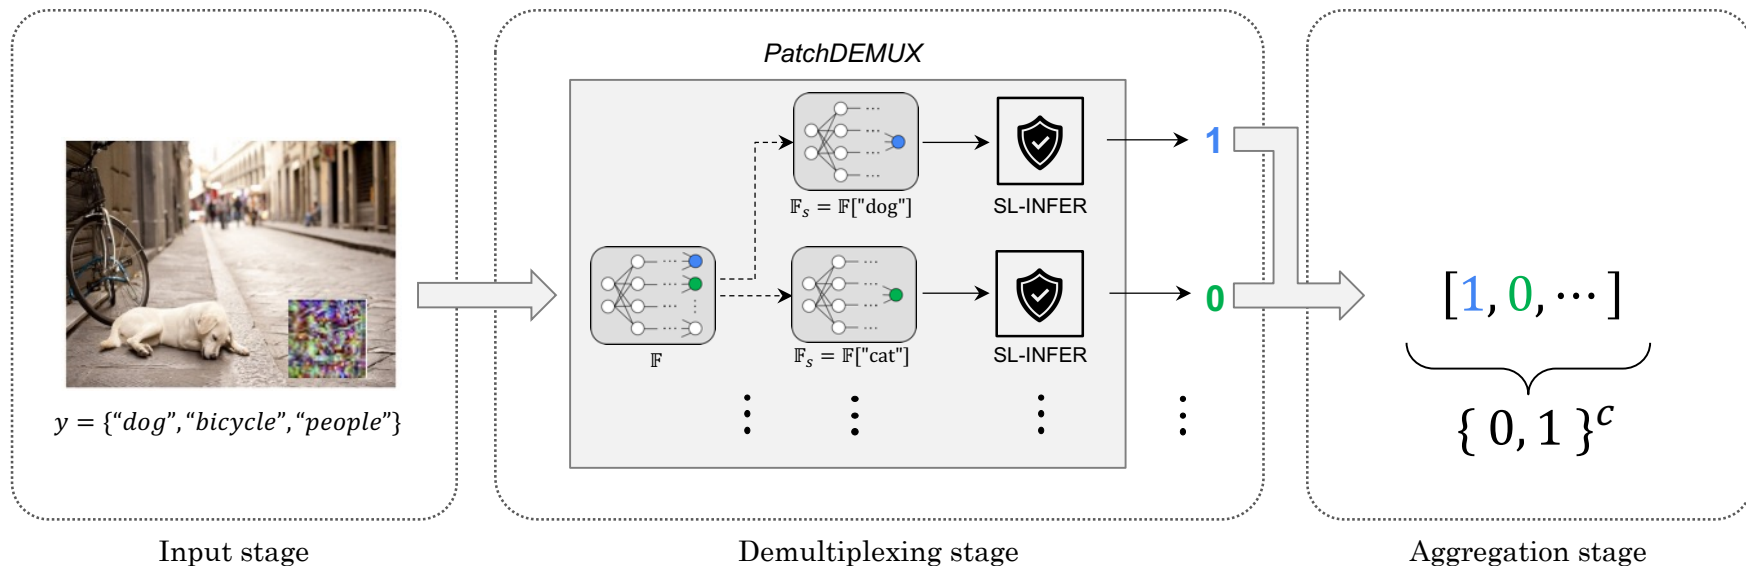 PatchDEMUX
𝔽ₛ = 𝔽["dog"]
SL-INFER
1
𝔽
𝔽ₛ = 𝔽["cat"]
SL-INFER
0
y = {“dog”, “bicycle”, “people”}
[1, 0, ⋯ ]
{ 0, 1 }ᶜ
Input stage
Demultiplexing stage
Aggregation stage